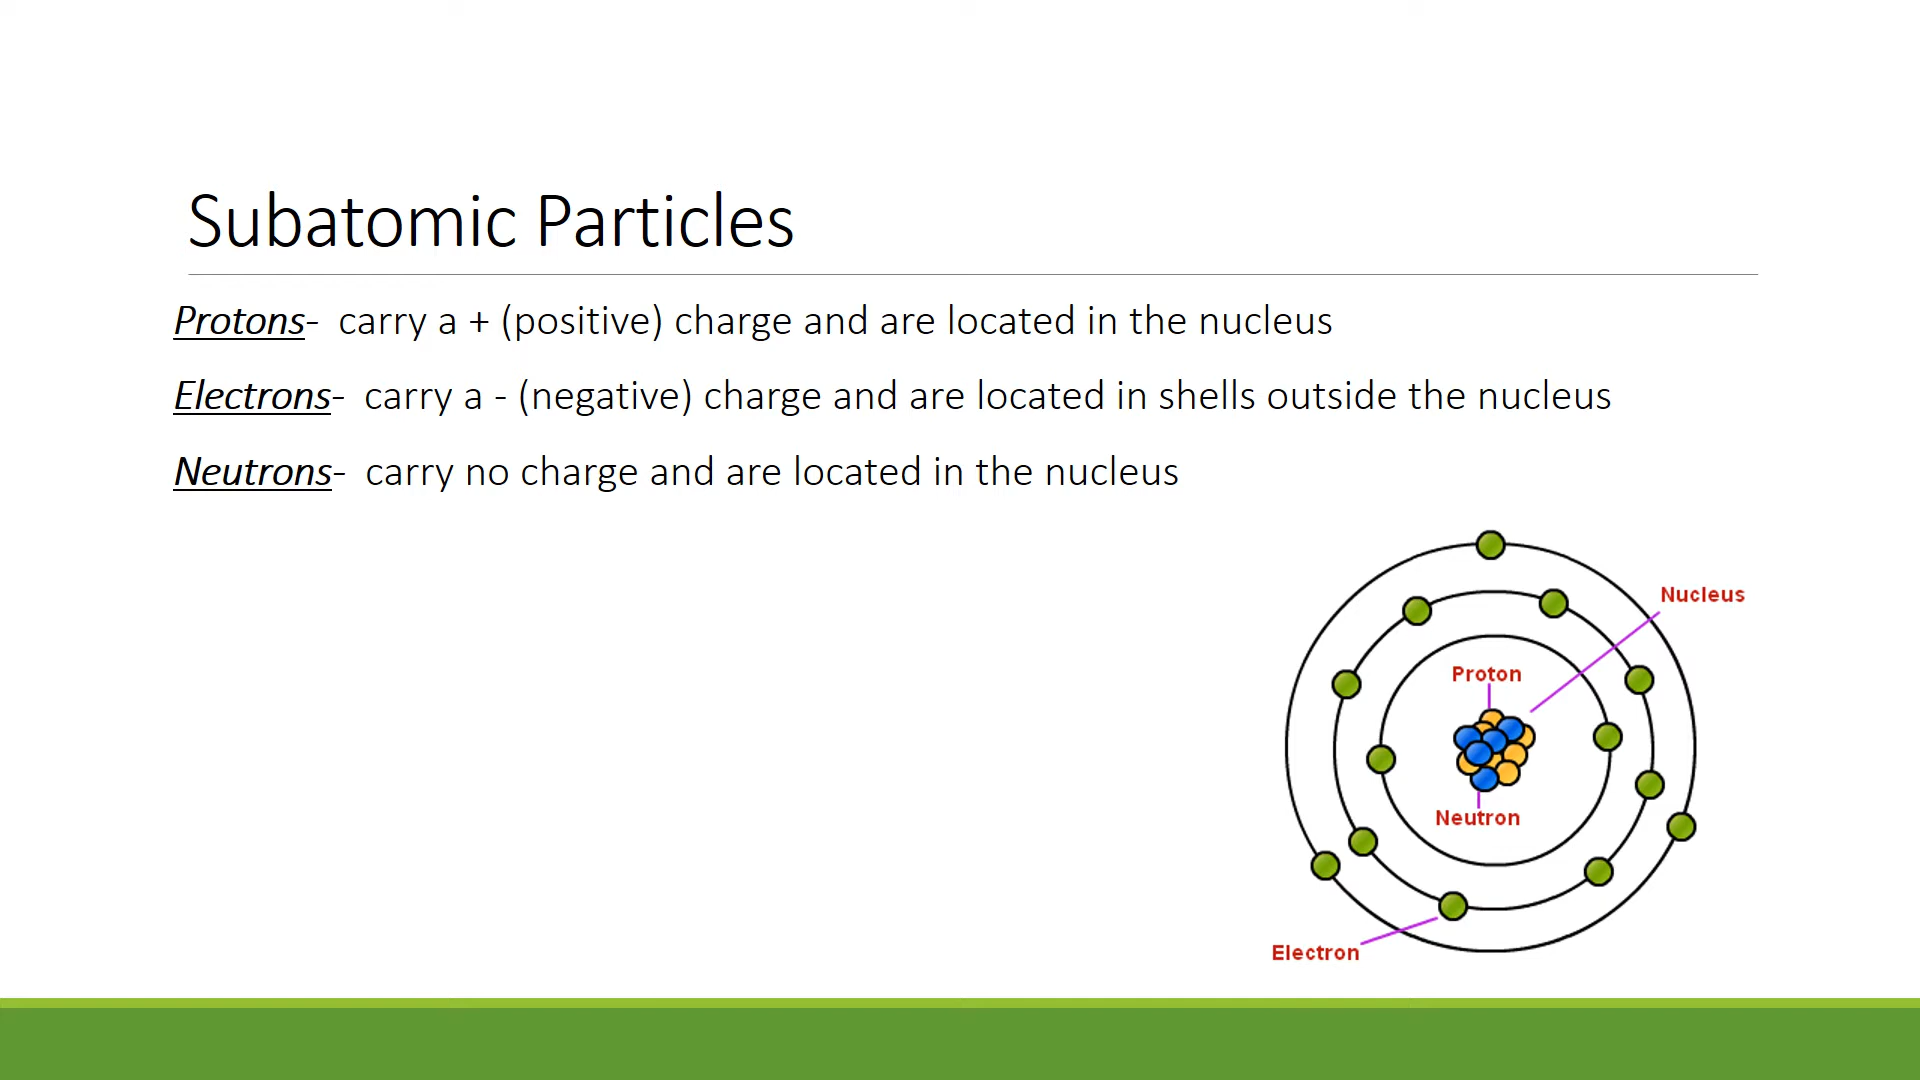 Subatomic Particles
Protons-  carry a + (positive) charge and are located in the nucleus
Electrons-  carry a - (negative) charge and are located in shells outside the nucleus
Neutrons-  carry no charge and are located in the nucleus
Nucleus
Proton
Neutron
Electron